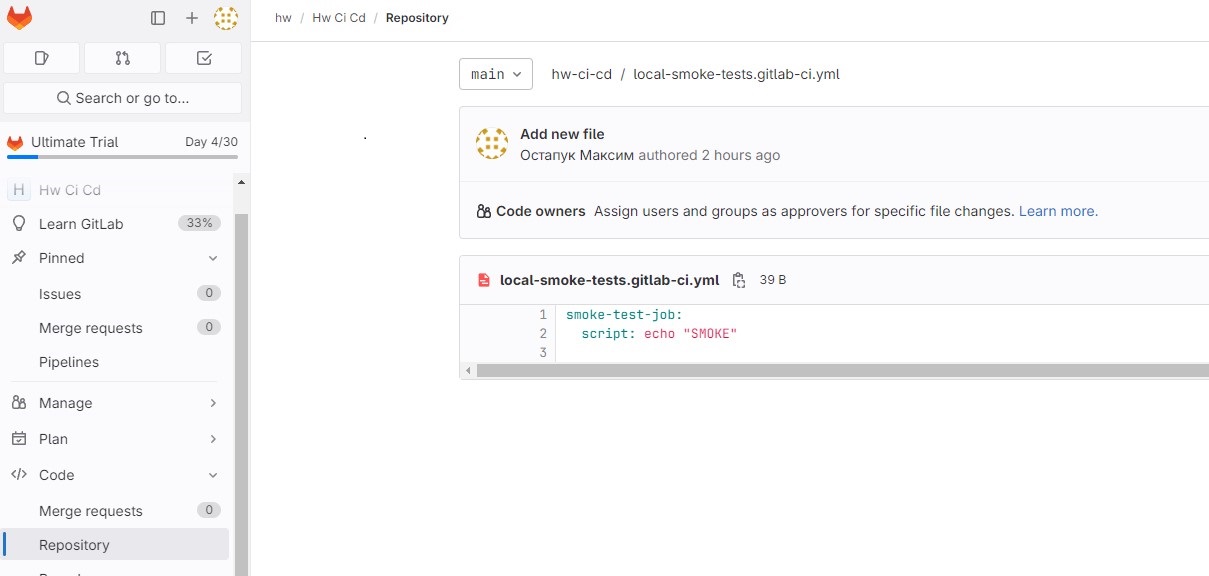 hw / Hw Ci Cd / Repository
Search or go to...
Ultimate Trial Day 4/30
H Hw Ci Cd
Learn GitLab 33%
Pinned
Issues 0
Merge requests 0
Pipelines
Manage
Plan
Code
Merge requests 0
Repository
main
hw-ci-cd / local-smoke-tests.gitlab-ci.yml
Add new file
Остапук Максим authored 2 hours ago
Code owners Assign users and groups as approvers for specific file changes. Learn more.
local-smoke-tests.gitlab-ci.yml 39 B
1 smoke-test-job:
2 script: echo "SMOKE"
3